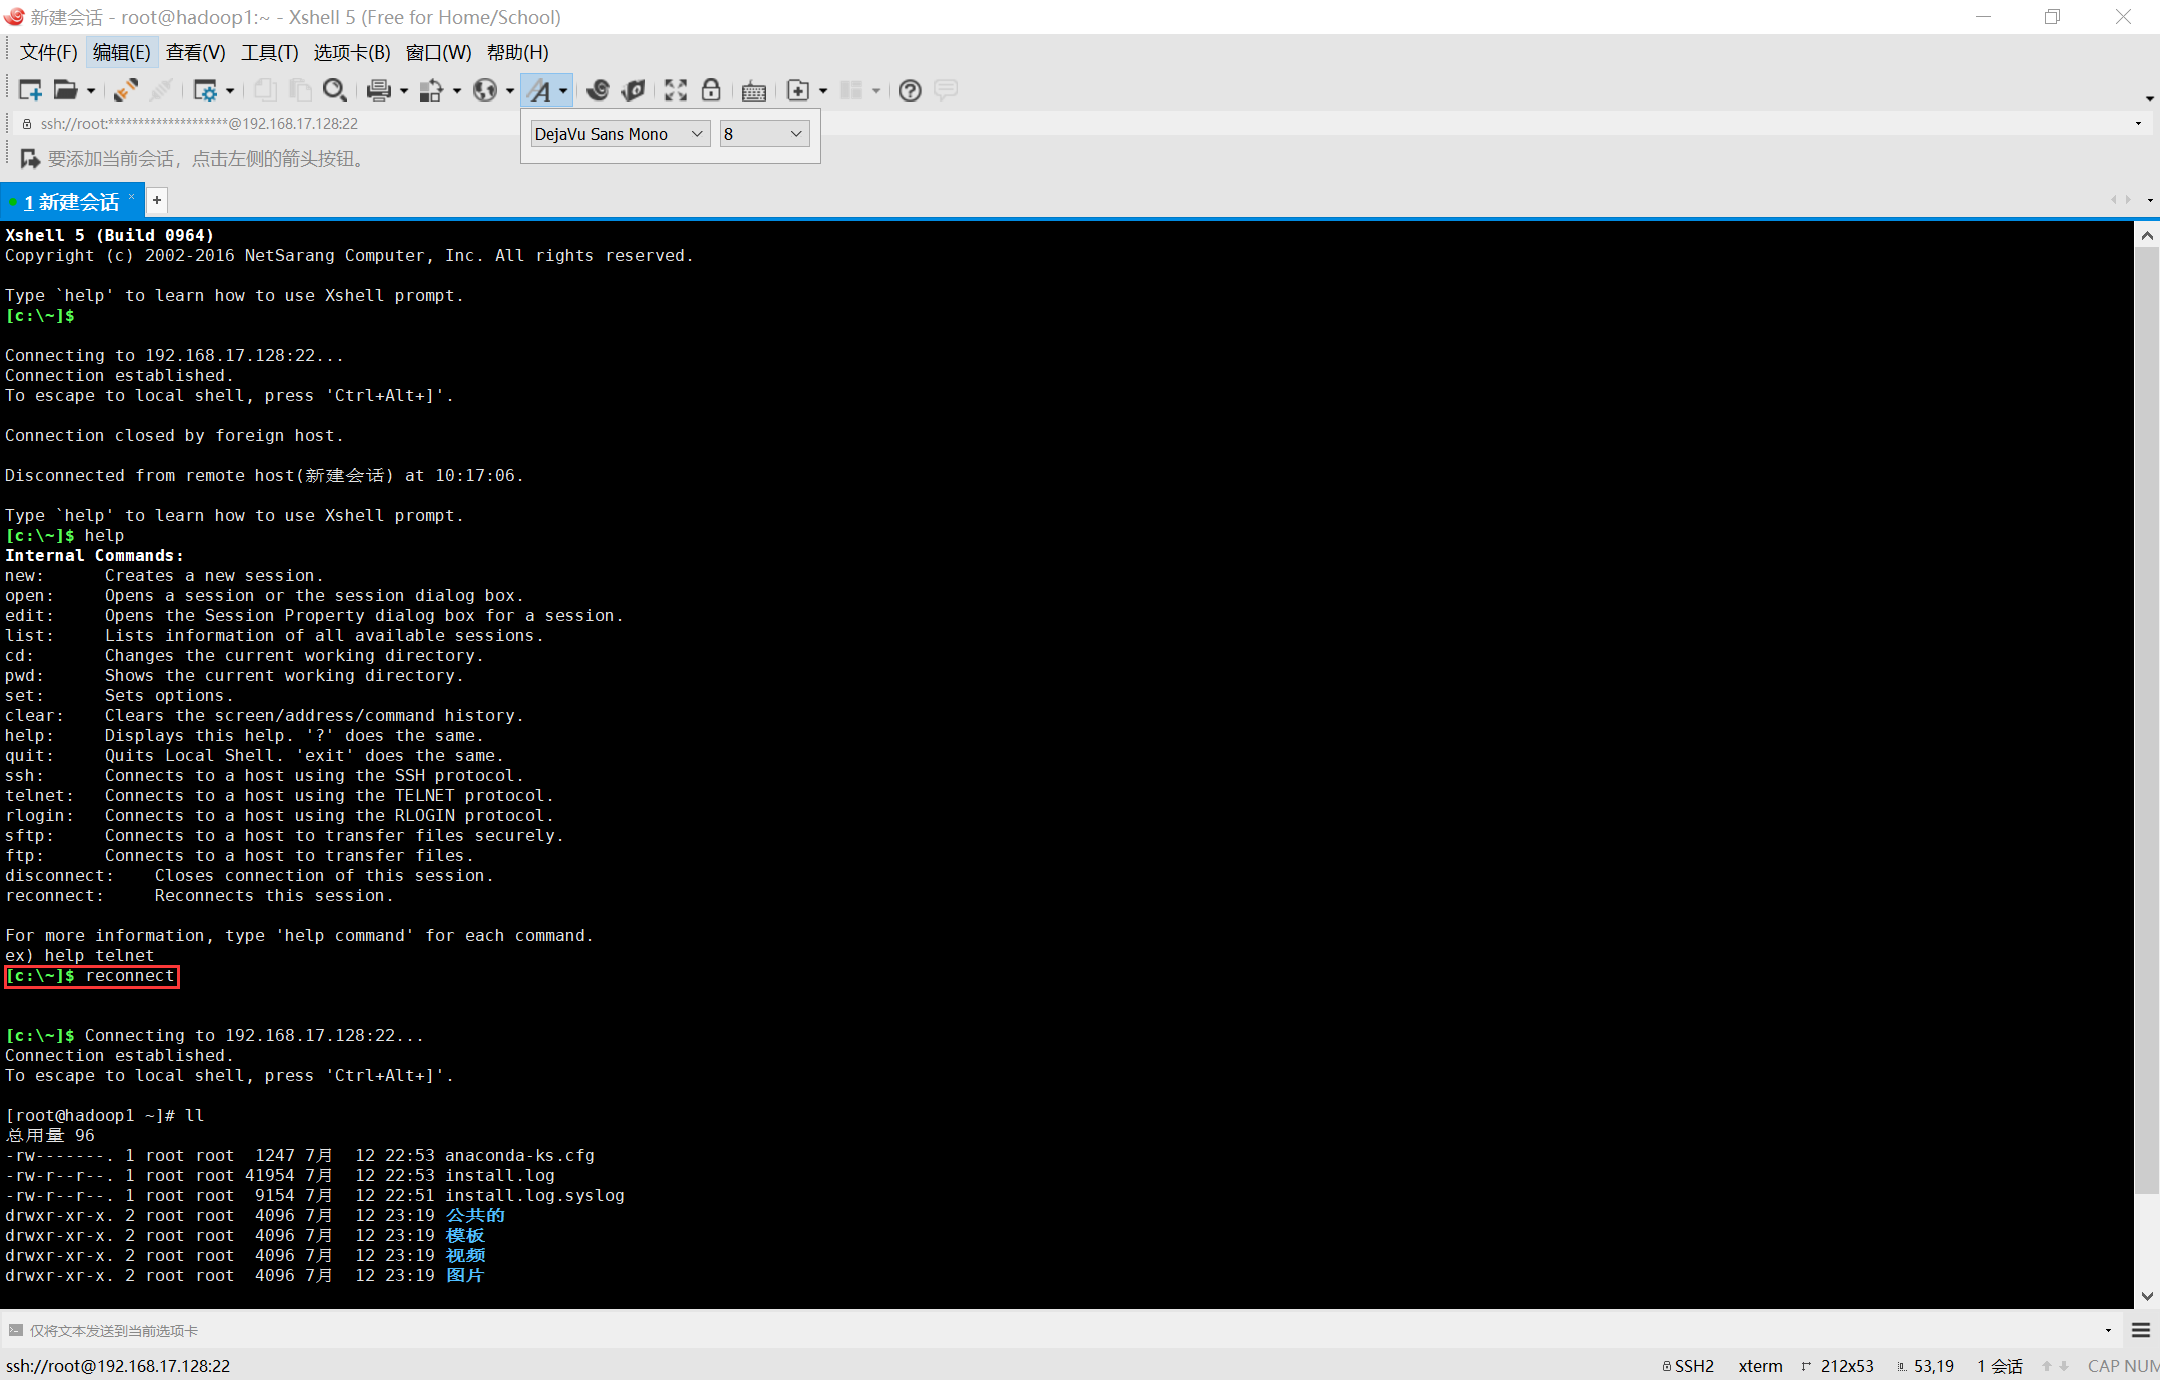 新建会话 - root@hadoop1:~ - Xshell 5 (Free for Home/School)
文件(F) 编辑(E) 查看(V) 工具(T) 选项卡(B) 窗口(W) 帮助(H)
ssh://root:********************@192.168.17.128:22
DejaVu Sans Mono 8
要添加当前会话，点击左侧的箭头按钮。
1 新建会话 × +
Xshell 5 (Build 0964)
Copyright (c) 2002-2016 NetSarang Computer, Inc. All rights reserved.
Type `help' to learn how to use Xshell prompt.
[c:\~]$
Connecting to 192.168.17.128:22...
Connection established.
To escape to local shell, press 'Ctrl+Alt+]'.
Connection closed by foreign host.
Disconnected from remote host(新建会话) at 10:17:06.
Type `help' to learn how to use Xshell prompt.
[c:\~]$ help
Internal Commands:
new:      Creates a new session.
open:     Opens a session or the session dialog box.
edit:     Opens the Session Property dialog box for a session.
list:     Lists information of all available sessions.
cd:       Changes the current working directory.
pwd:      Shows the current working directory.
set:      Sets options.
clear:    Clears the screen/address/command history.
help:     Displays this help. '?' does the same.
quit:     Quits Local Shell. 'exit' does the same.
ssh:      Connects to a host using the SSH protocol.
telnet:   Connects to a host using the TELNET protocol.
rlogin:   Connects to a host using the RLOGIN protocol.
sftp:     Connects to a host to transfer files securely.
ftp:      Connects to a host to transfer files.
disconnect:    Closes connection of this session.
reconnect:     Reconnects this session.
For more information, type 'help command' for each command.
ex) help telnet
[c:\~]$ reconnect
[c:\~]$ Connecting to 192.168.17.128:22...
Connection established.
To escape to local shell, press 'Ctrl+Alt+]'.
[root@hadoop1 ~]# ll
总用量 96
-rw-------. 1 root root  1247 7月  12 22:53 anaconda-ks.cfg
-rw-r--r--. 1 root root 41954 7月  12 22:53 install.log
-rw-r--r--. 1 root root  9154 7月  12 22:51 install.log.syslog
drwxr-xr-x. 2 root root  4096 7月  12 23:19 公共的
drwxr-xr-x. 2 root root  4096 7月  12 23:19 模板
drwxr-xr-x. 2 root root  4096 7月  12 23:19 视频
drwxr-xr-x. 2 root root  4096 7月  12 23:19 图片
仅将文本发送到当前选项卡
ssh://root@192.168.17.128:22 SSH2 xterm 212x53 53,19 1 会话 CAP NUM